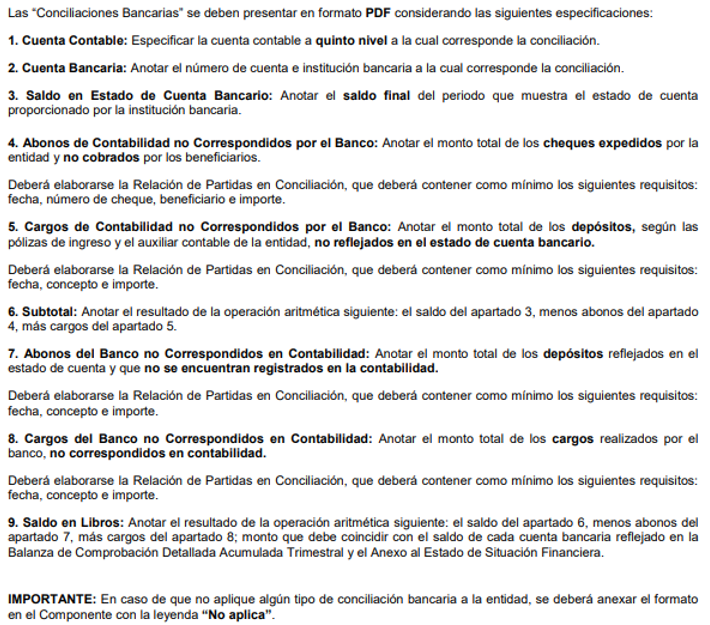 Las “Conciliaciones Bancarias” se deben presentar en formato PDF considerando las siguientes especificaciones:
1. Cuenta Contable: Especificar la cuenta contable a quinto nivel a la cual corresponde la conciliación.
2. Cuenta Bancaria: Anotar el número de cuenta e institución bancaria a la cual corresponde la conciliación.
3. Saldo en Estado de Cuenta Bancario: Anotar el saldo final del periodo que muestra el estado de cuenta
proporcionado por la institución bancaria.
4. Abonos de Contabilidad no Correspondidos por el Banco: Anotar el monto total de los cheques expedidos por la
entidad y no cobrados por los beneficiarios.
Deberá elaborarse la Relación de Partidas en Conciliación, que deberá contener como mínimo los siguientes requisitos:
fecha, número de cheque, beneficiario e importe.
5. Cargos de Contabilidad no Correspondidos por el Banco: Anotar el monto total de los depósitos, según las
pólizas de ingreso y el auxiliar contable de la entidad, no reflejados en el estado de cuenta bancario.
Deberá elaborarse la Relación de Partidas en Conciliación, que deberá contener como mínimo los siguientes requisitos:
fecha, concepto e importe.
6. Subtotal: Anotar el resultado de la operación aritmética siguiente: el saldo del apartado 3, menos abonos del apartado
4, más cargos del apartado 5.
7. Abonos del Banco no Correspondidos en Contabilidad: Anotar el monto total de los depósitos reflejados en el
estado de cuenta y que no se encuentran registrados en la contabilidad.
Deberá elaborarse la Relación de Partidas en Conciliación, que deberá contener como mínimo los siguientes requisitos:
fecha, concepto e importe.
8. Cargos del Banco no Correspondidos en Contabilidad: Anotar el monto total de los cargos realizados por el
banco, no correspondidos en contabilidad.
Deberá elaborarse la Relación de Partidas en Conciliación, que deberá contener como mínimo los siguientes requisitos:
fecha, concepto e importe.
9. Saldo en Libros: Anotar el resultado de la operación aritmética siguiente: el saldo del apartado 6, menos abonos del
apartado 7, más cargos del apartado 8; monto que debe coincidir con el saldo de cada cuenta bancaria reflejado en la
Balanza de Comprobación Detallada Acumulada Trimestral y el Anexo al Estado de Situación Financiera.
IMPORTANTE: En caso de que no aplique algún tipo de conciliación bancaria a la entidad, se deberá anexar el formato
en el Componente con la leyenda “No aplica”.